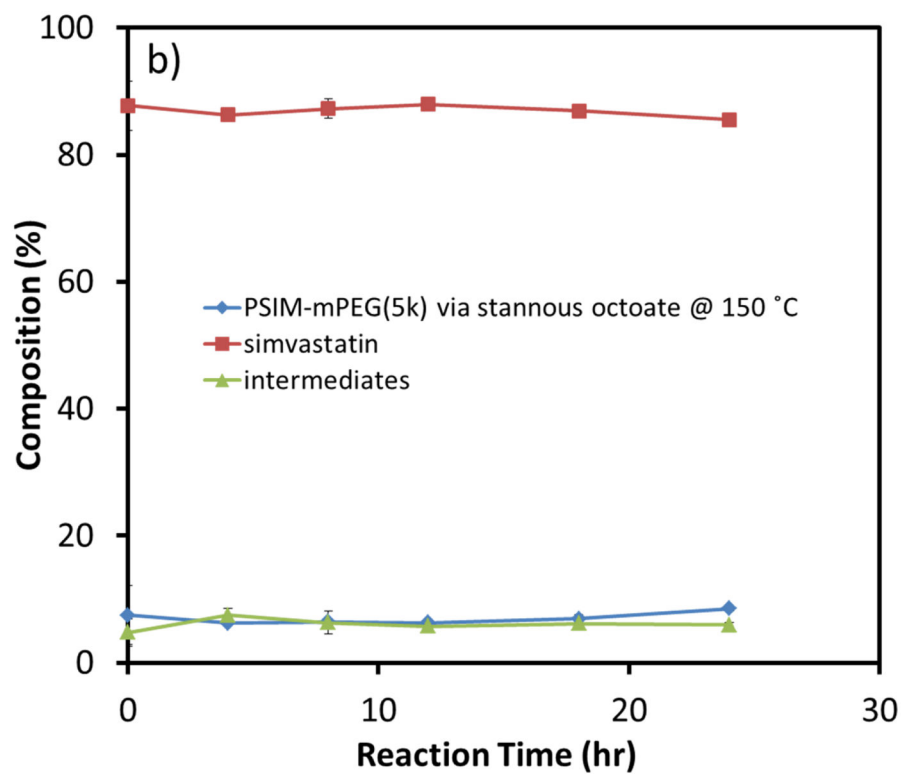 b)
100
80
60
40
20
0
Composition (%)
PSIM-mPEG(5k) via stannous octoate @ 150 ˚C
simvastatin
intermediates
0 10 20 30
Reaction Time (hr)